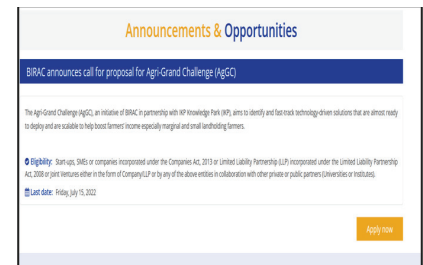 Announcements & Opportunities
BIRAC announces call for proposal for Agri-Grand Challenge (AgGC)
The Agri-Grand Challenge (AgGC), an initiative of BIRAC in partnership with IKP Knowledge Park (IKP), aims to identify and fast-track technology-driven solutions that are almost ready
to deploy and are scalable to help boost farmers' income especially marginal and small landholding farmers.
Eligibility: Start-ups, SMEs or companies incorporated under the Companies Act, 2013 or Limited Liability Partnership (LLP) incorporated under the Limited Liability Partnership
Act, 2008 or Joint Ventures either in the form of Company/LLP or by any of the above entities in collaboration with other private or public partners (Universities or Institutes).
Last date: Friday, July 15, 2022
Apply now